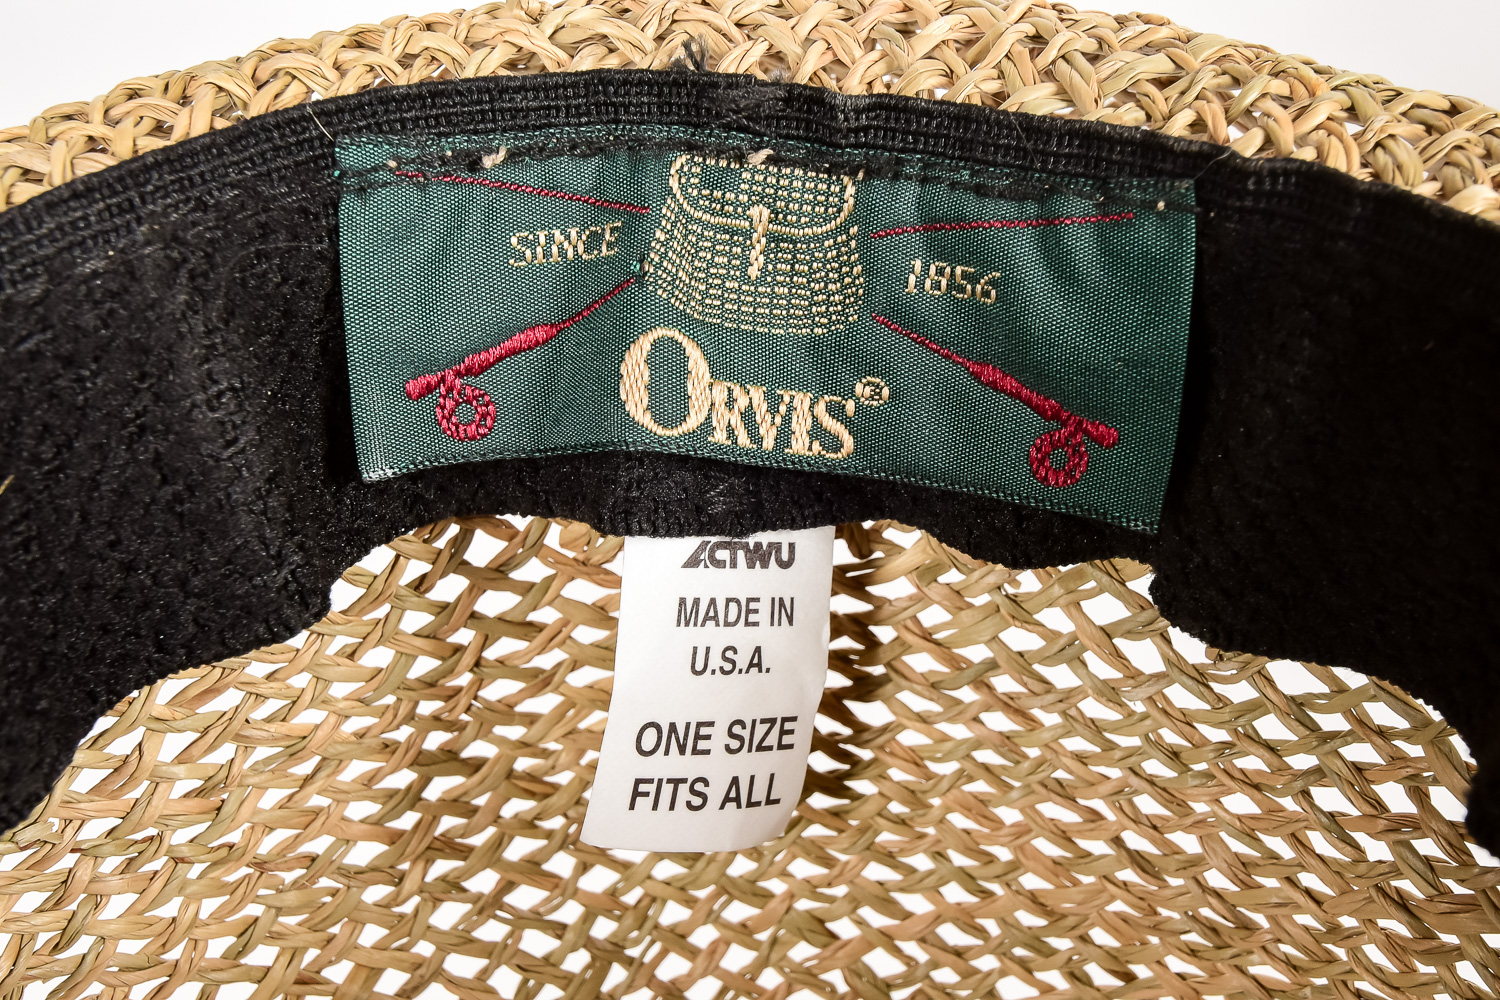 SINCE 1856
ORVIS®
ACTWU
MADE IN
U.S.A.
ONE SIZE
FITS ALL